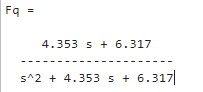 Fq =
4.353 s + 6.317
---------------------
s^2 + 4.353 s + 6.317